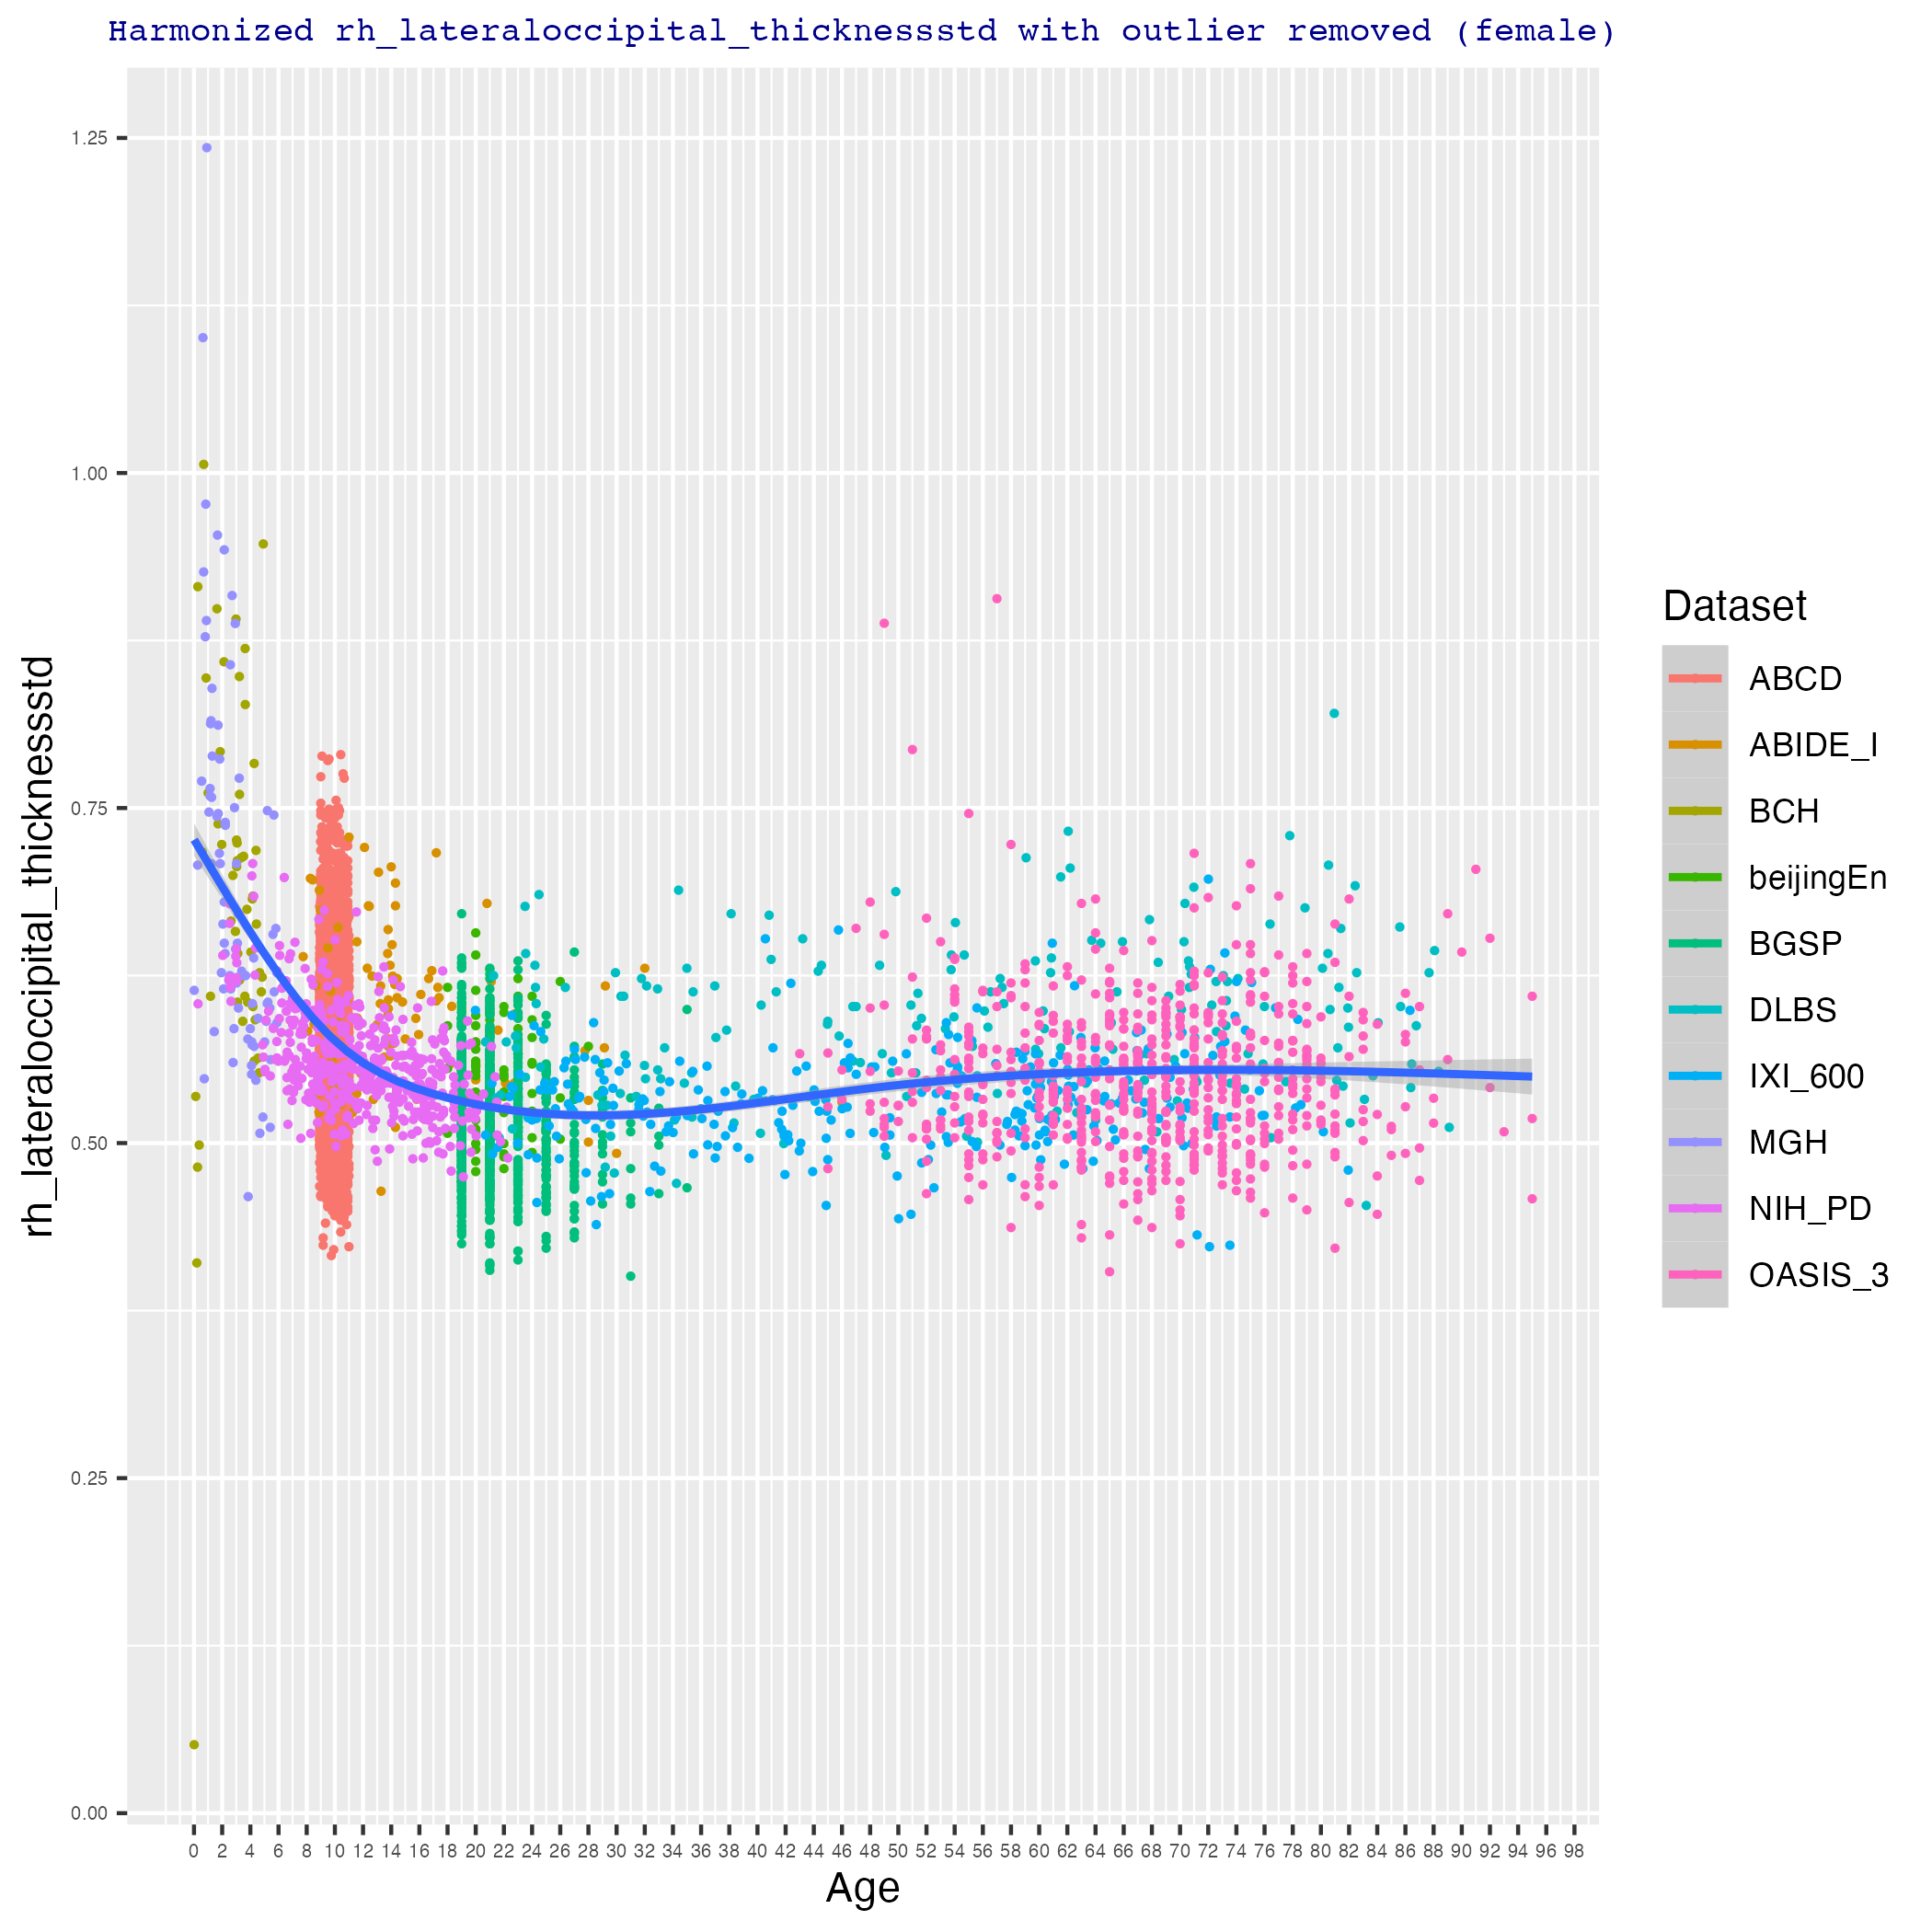 Harmonized rh_lateraloccipital_thicknessstd with outlier removed (female)
rh_lateraloccipital_thicknessstd
1.25
1.00
0.75
0.50
0.25
0.00
0 2 4 6 8 10 12 14 16 18 20 22 24 26 28 30 32 34 36 38 40 42 44 46 48 50 52 54 56 58 60 62 64 66 68 70 72 74 76 78 80 82 84 86 88 90 92 94 96 98
Age
Dataset
ABCD
ABIDE_I
BCH
beijingEn
BGSP
DLBS
IXI_600
MGH
NIH_PD
OASIS_3